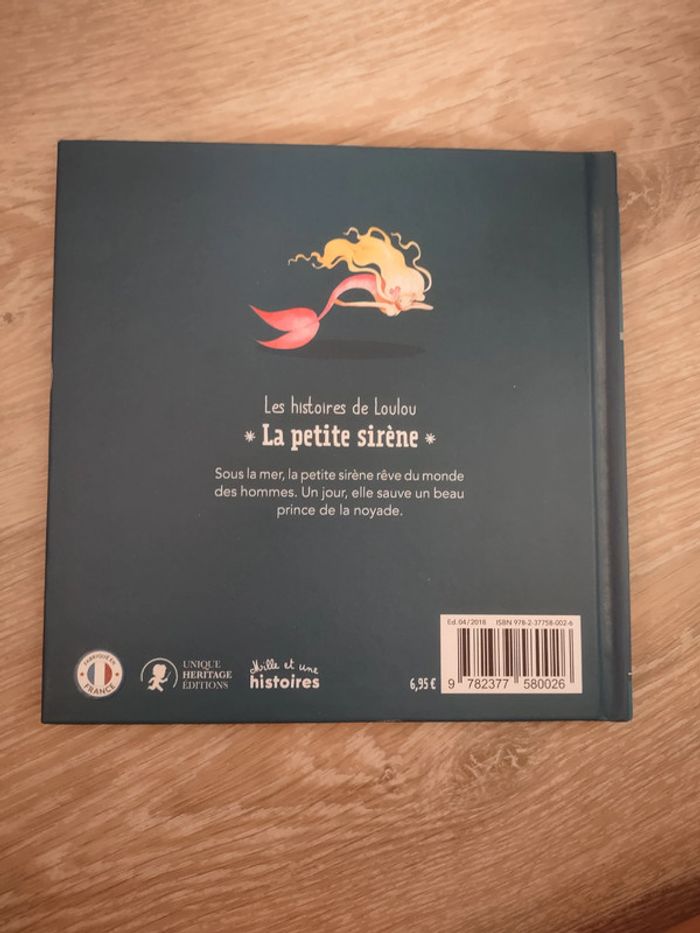 Les histoires de Loulou
* La petite sirène *
Sous la mer, la petite sirène rêve du monde
des hommes. Un jour, elle sauve un beau
prince de la noyade.
Ed. 04/2018 ISBN 978-2-37758-002-6
FABRIQUÉ EN
FRANCE
UNIQUE
HERITAGE
ÉDITIONS
Mille et une
histoires
6,95 €
9 782377 580026